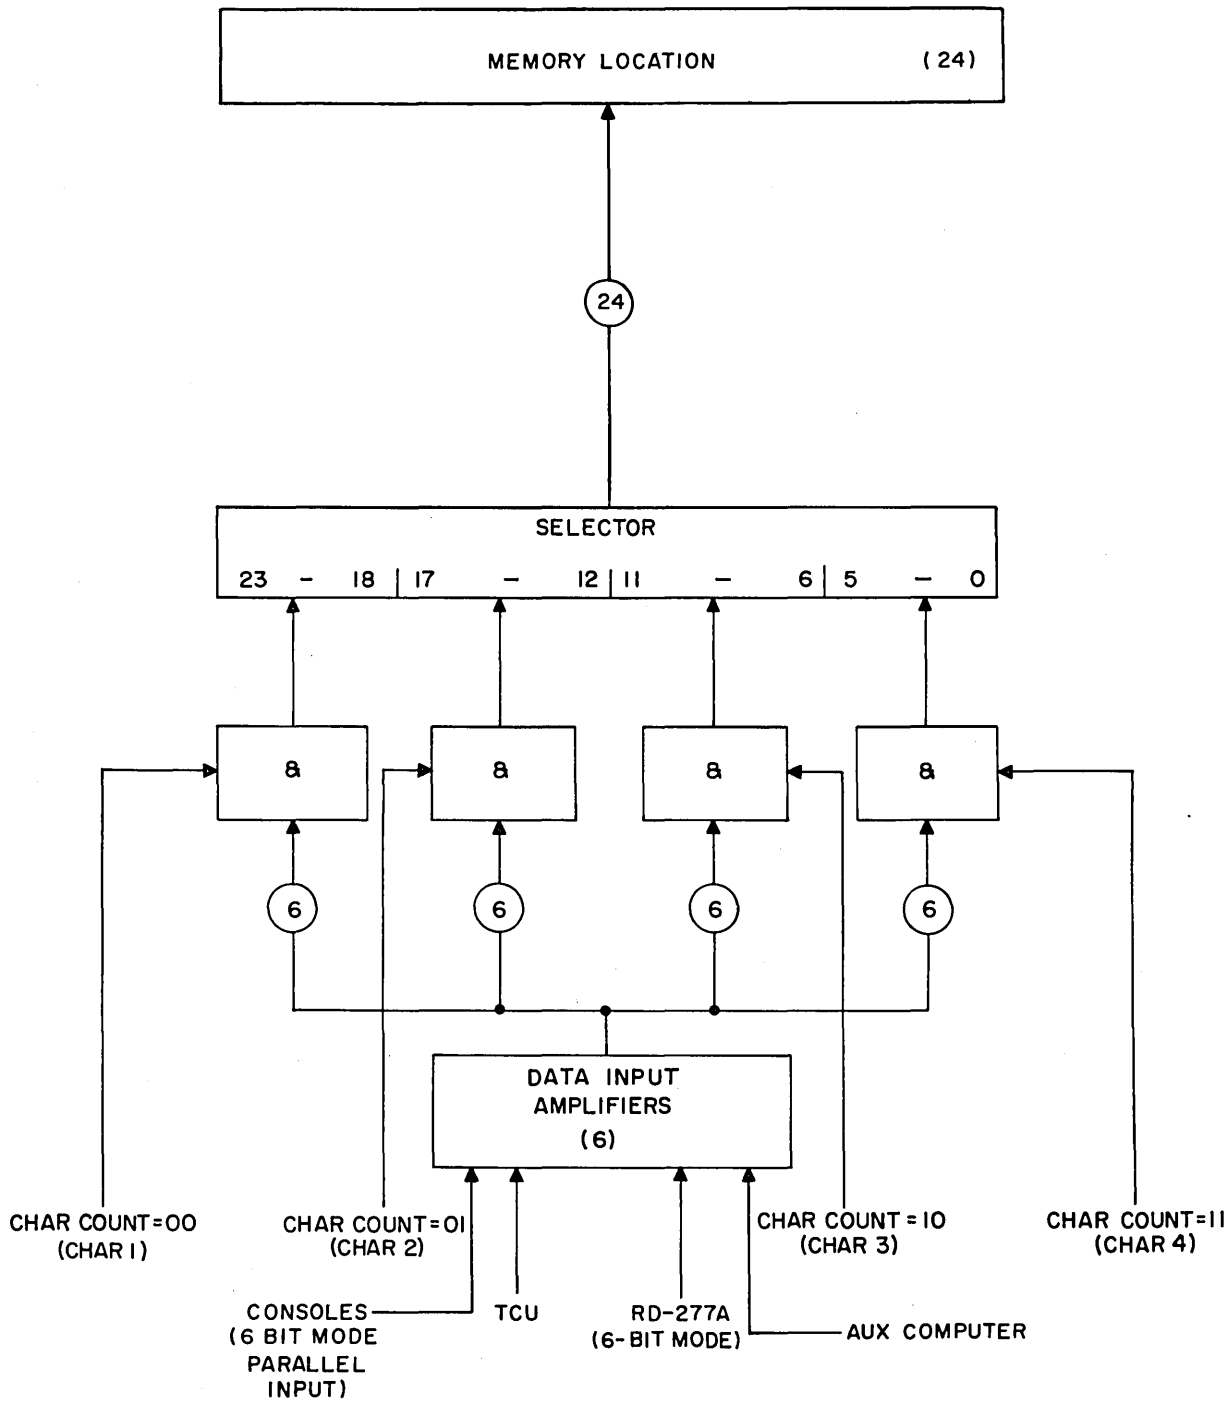 MEMORY LOCATION (24)
24
SELECTOR
23 - 18 | 17 - 12 | 11 - 6 | 5 - 0
& & & &
6 6 6 6
DATA INPUT
AMPLIFIERS
(6)
CHAR COUNT=00
(CHAR 1)
CHAR COUNT=01
(CHAR 2)
CHAR COUNT=10
(CHAR 3)
CHAR COUNT=11
(CHAR 4)
CONSOLES
(6 BIT MODE
PARALLEL
INPUT)
TCU
RD-277A
(6-BIT MODE)
AUX COMPUTER